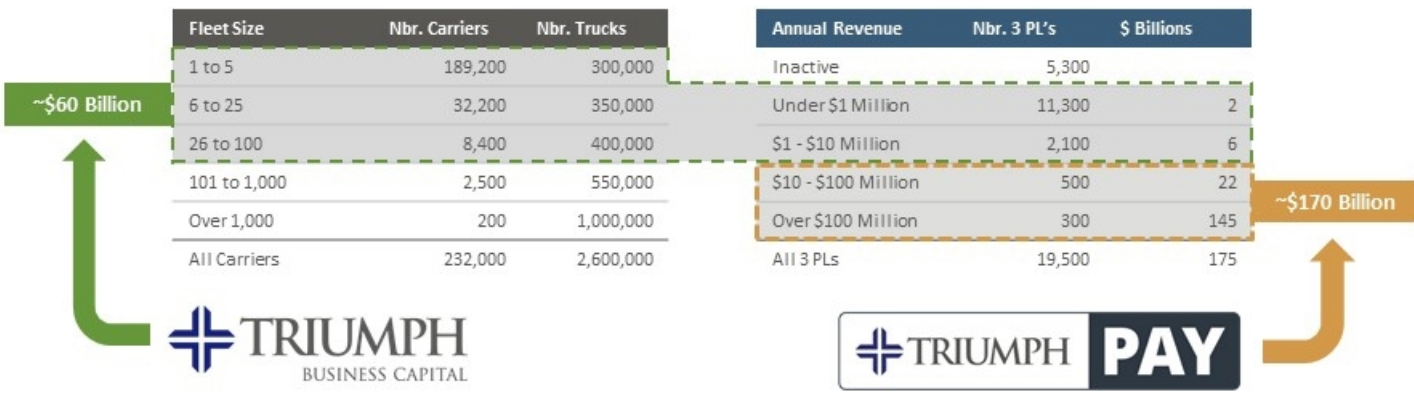 Fleet Size Nbr. Carriers Nbr. Trucks
1 to 5 189,200 300,000
6 to 25 32,200 350,000
26 to 100 8,400 400,000
101 to 1,000 2,500 550,000
Over 1,000 200 1,000,000
All Carriers 232,000 2,600,000
~$60 Billion
TRIUMPH
BUSINESS CAPITAL
Annual Revenue Nbr. 3 PL's $ Billions
Inactive 5,300
Under $1 Million 11,300 2
$1 - $10 Million 2,100 6
$10 - $100 Million 500 22
Over $100 Million 300 145
All 3 PLs 19,500 175
~$170 Billion
TRIUMPH PAY